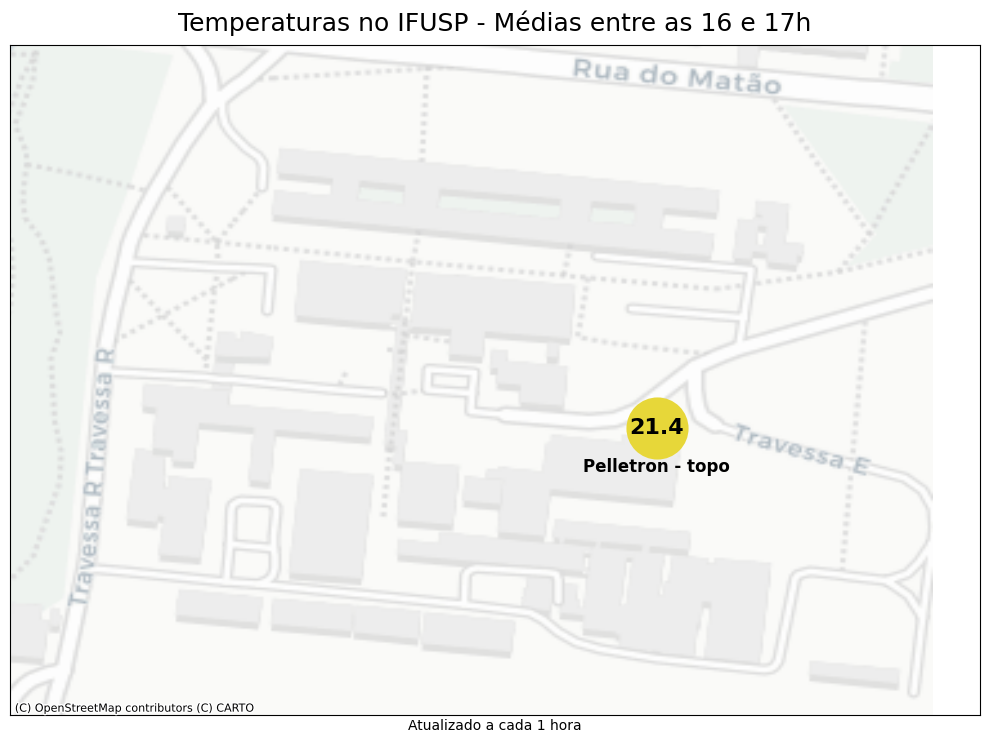 Temperaturas no IFUSP - Médias entre as 16 e 17h
Rua do Matão
Travessa R Travessa R
21.4
Travessa E
Pelletron - topo
(C) OpenStreetMap contributors (C) CARTO
Atualizado a cada 1 hora